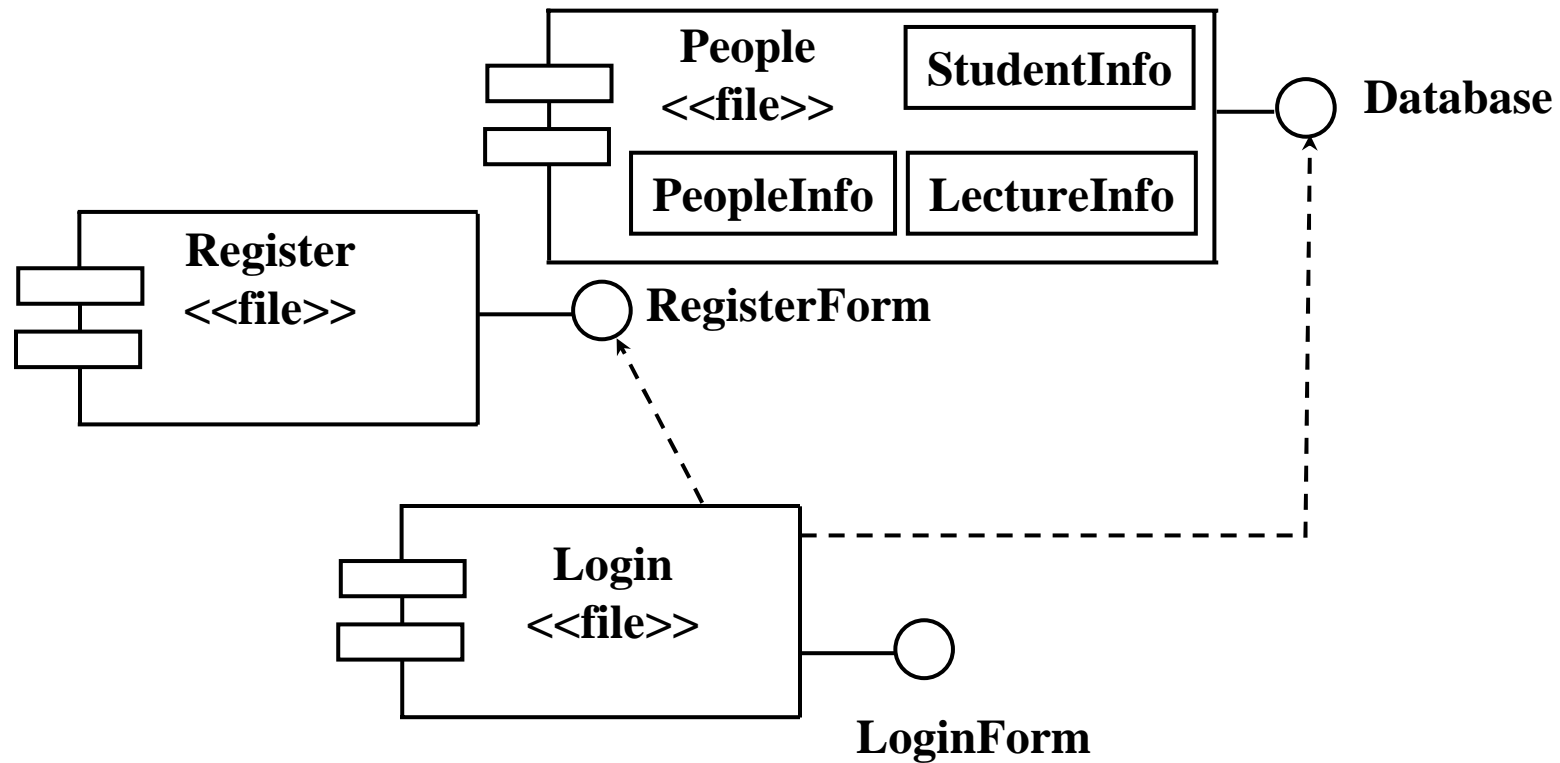 People
<<file>>
StudentInfo
Database
PeopleInfo
LectureInfo
Register
<<file>>
RegisterForm
Login
<<file>>
LoginForm